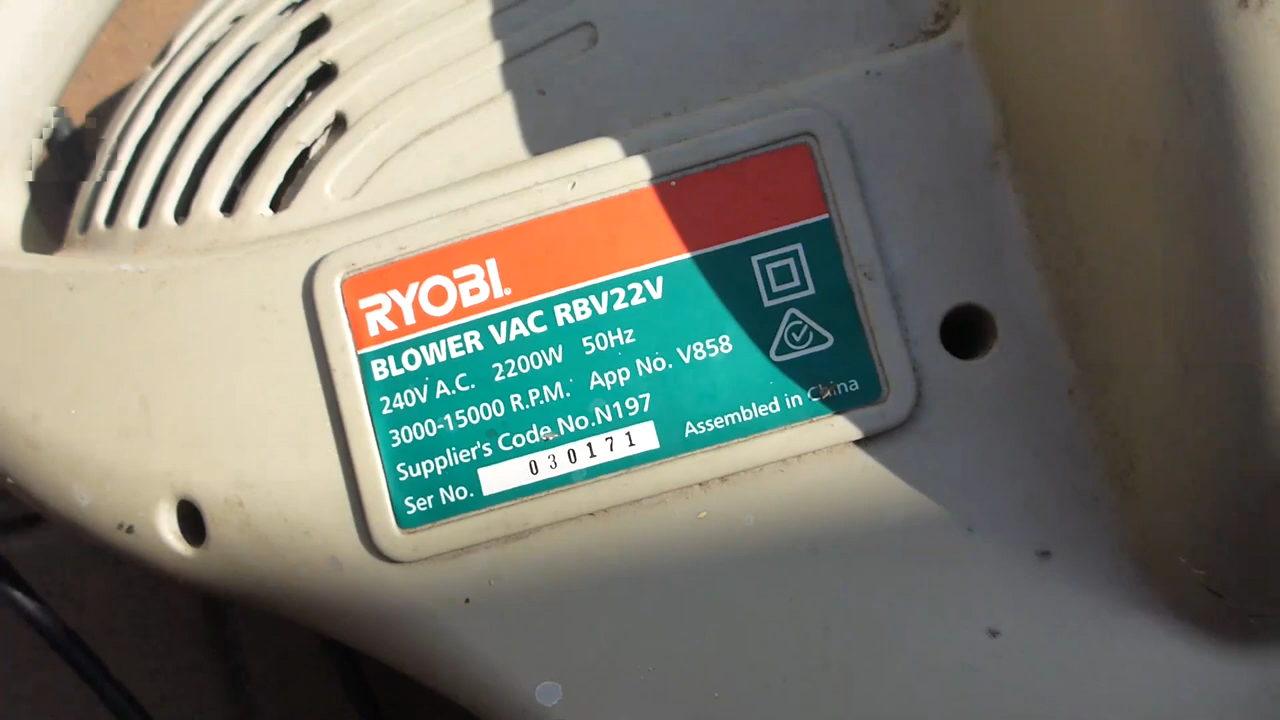 RYOBI.
BLOWER VAC RBV22V
240V A.C. 2200W 50Hz
3000-15000 R.P.M. App No. V858
Supplier's Code No.N197
Ser No. 030171 Assembled in China